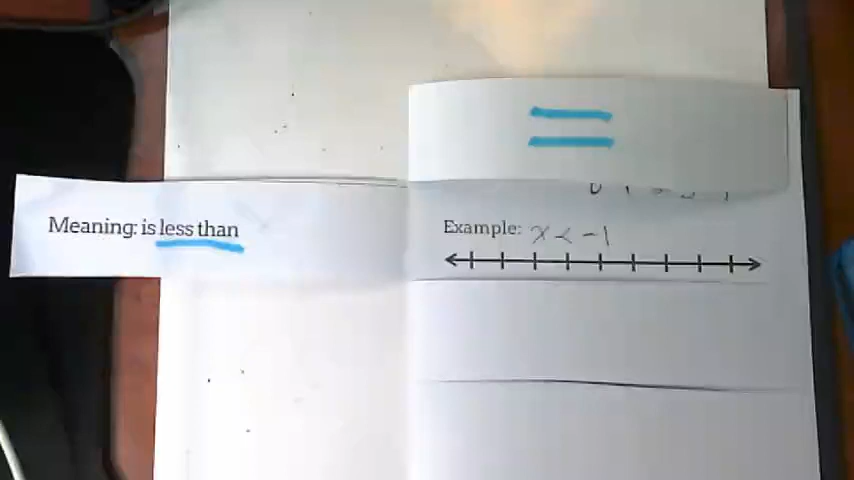 =
Meaning: is less than
Example: x < -1